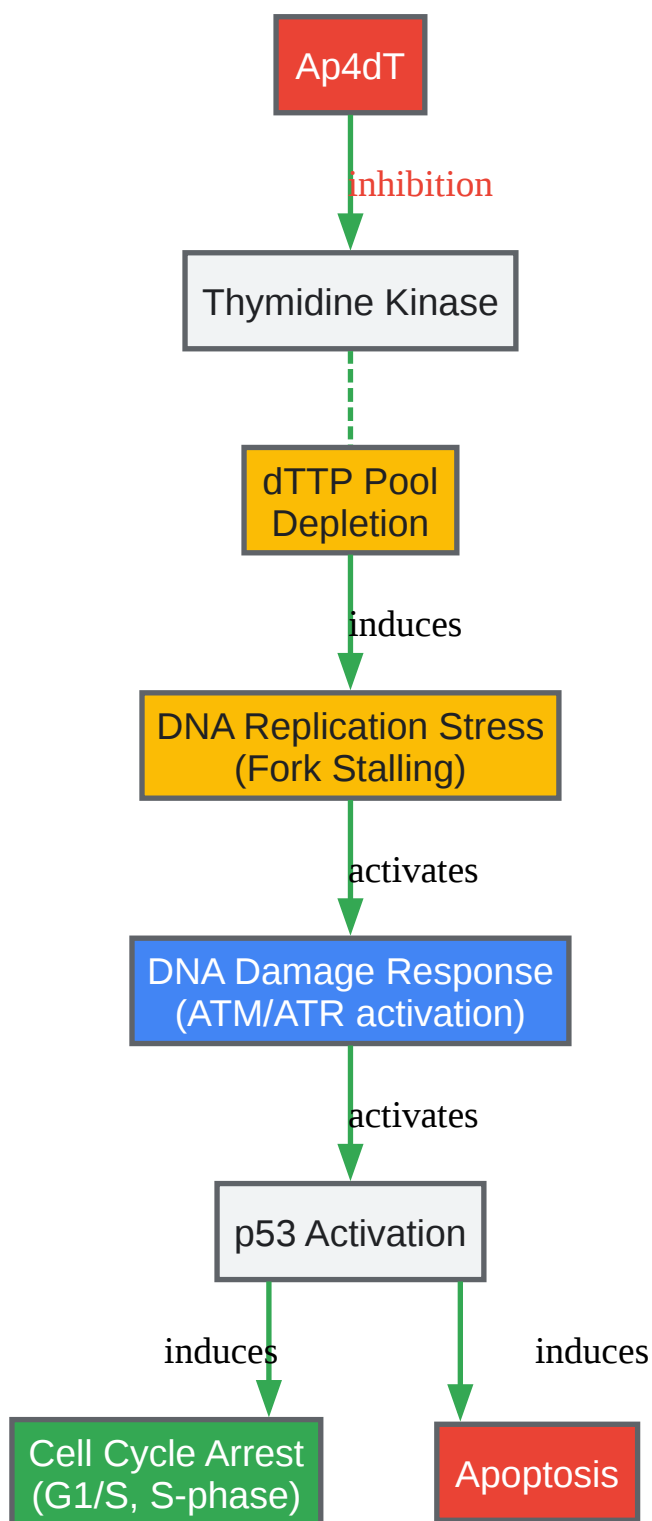 Ap4dT
inhibition
Thymidine Kinase
dTTP Pool
Depletion
induces
DNA Replication Stress
(Fork Stalling)
activates
DNA Damage Response
(ATM/ATR activation)
activates
p53 Activation
induces
induces
Cell Cycle Arrest
(G1/S, S-phase)
Apoptosis